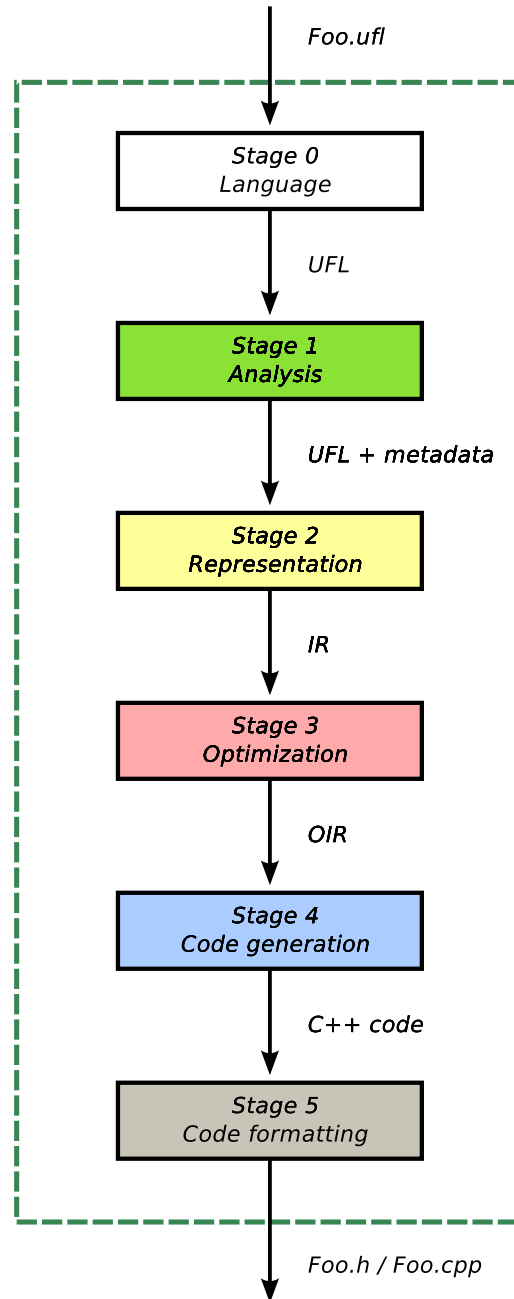 Foo.ufl
Stage 0
Language
UFL
Stage 1
Analysis
UFL + metadata
Stage 2
Representation
IR
Stage 3
Optimization
OIR
Stage 4
Code generation
C++ code
Stage 5
Code formatting
Foo.h / Foo.cpp